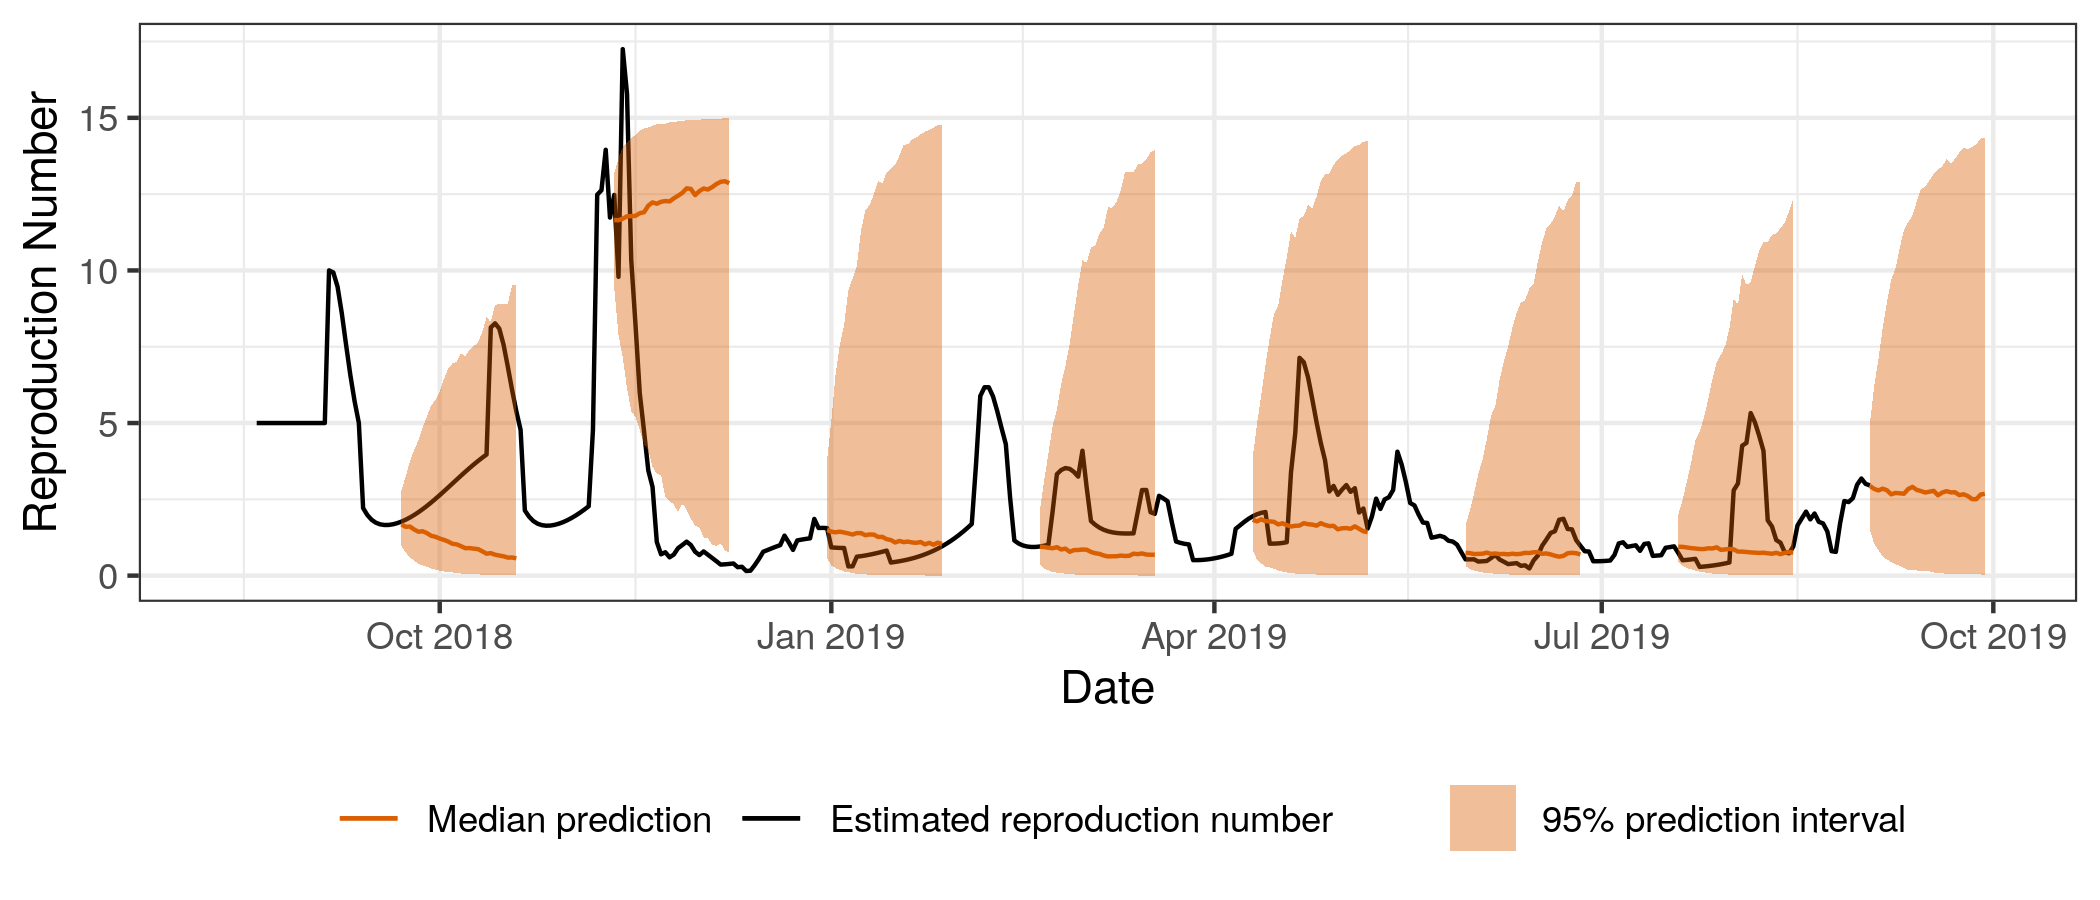 Reproduction Number
15
10
5
0
Oct 2018 Jan 2019 Apr 2019 Jul 2019 Oct 2019
Date
Median prediction Estimated reproduction number 95% prediction interval